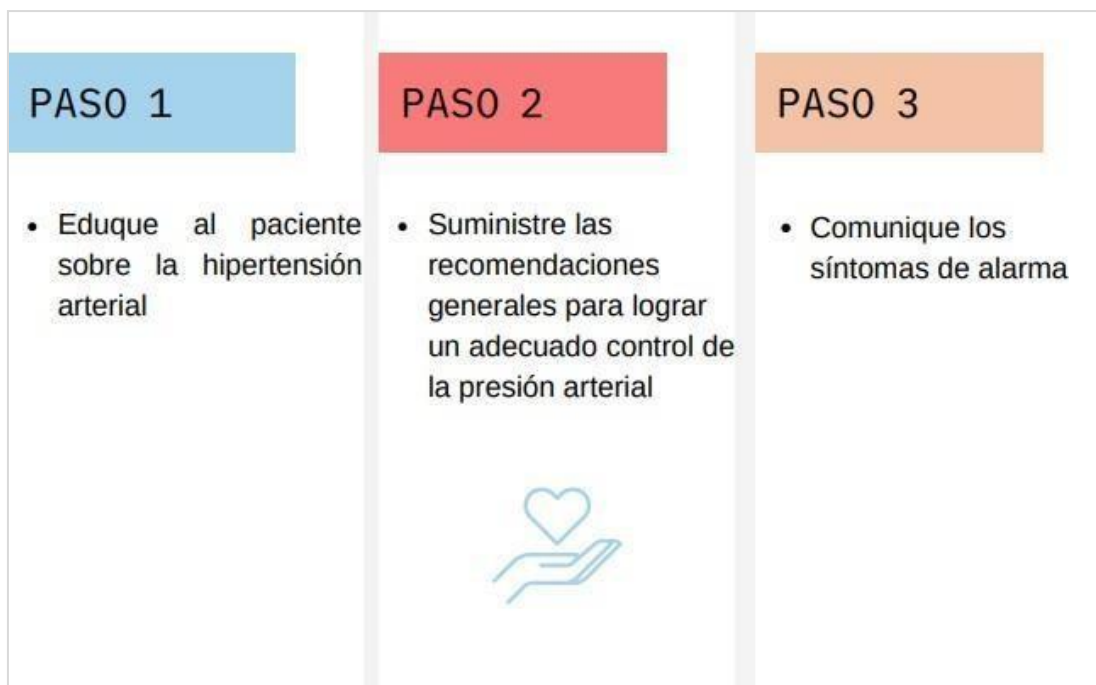 PASO 1
• Eduque al paciente
sobre la hipertensión
arterial
PASO 2
• Suministre las
recomendaciones
generales para lograr
un adecuado control de
la presión arterial
PASO 3
• Comunique los
síntomas de alarma